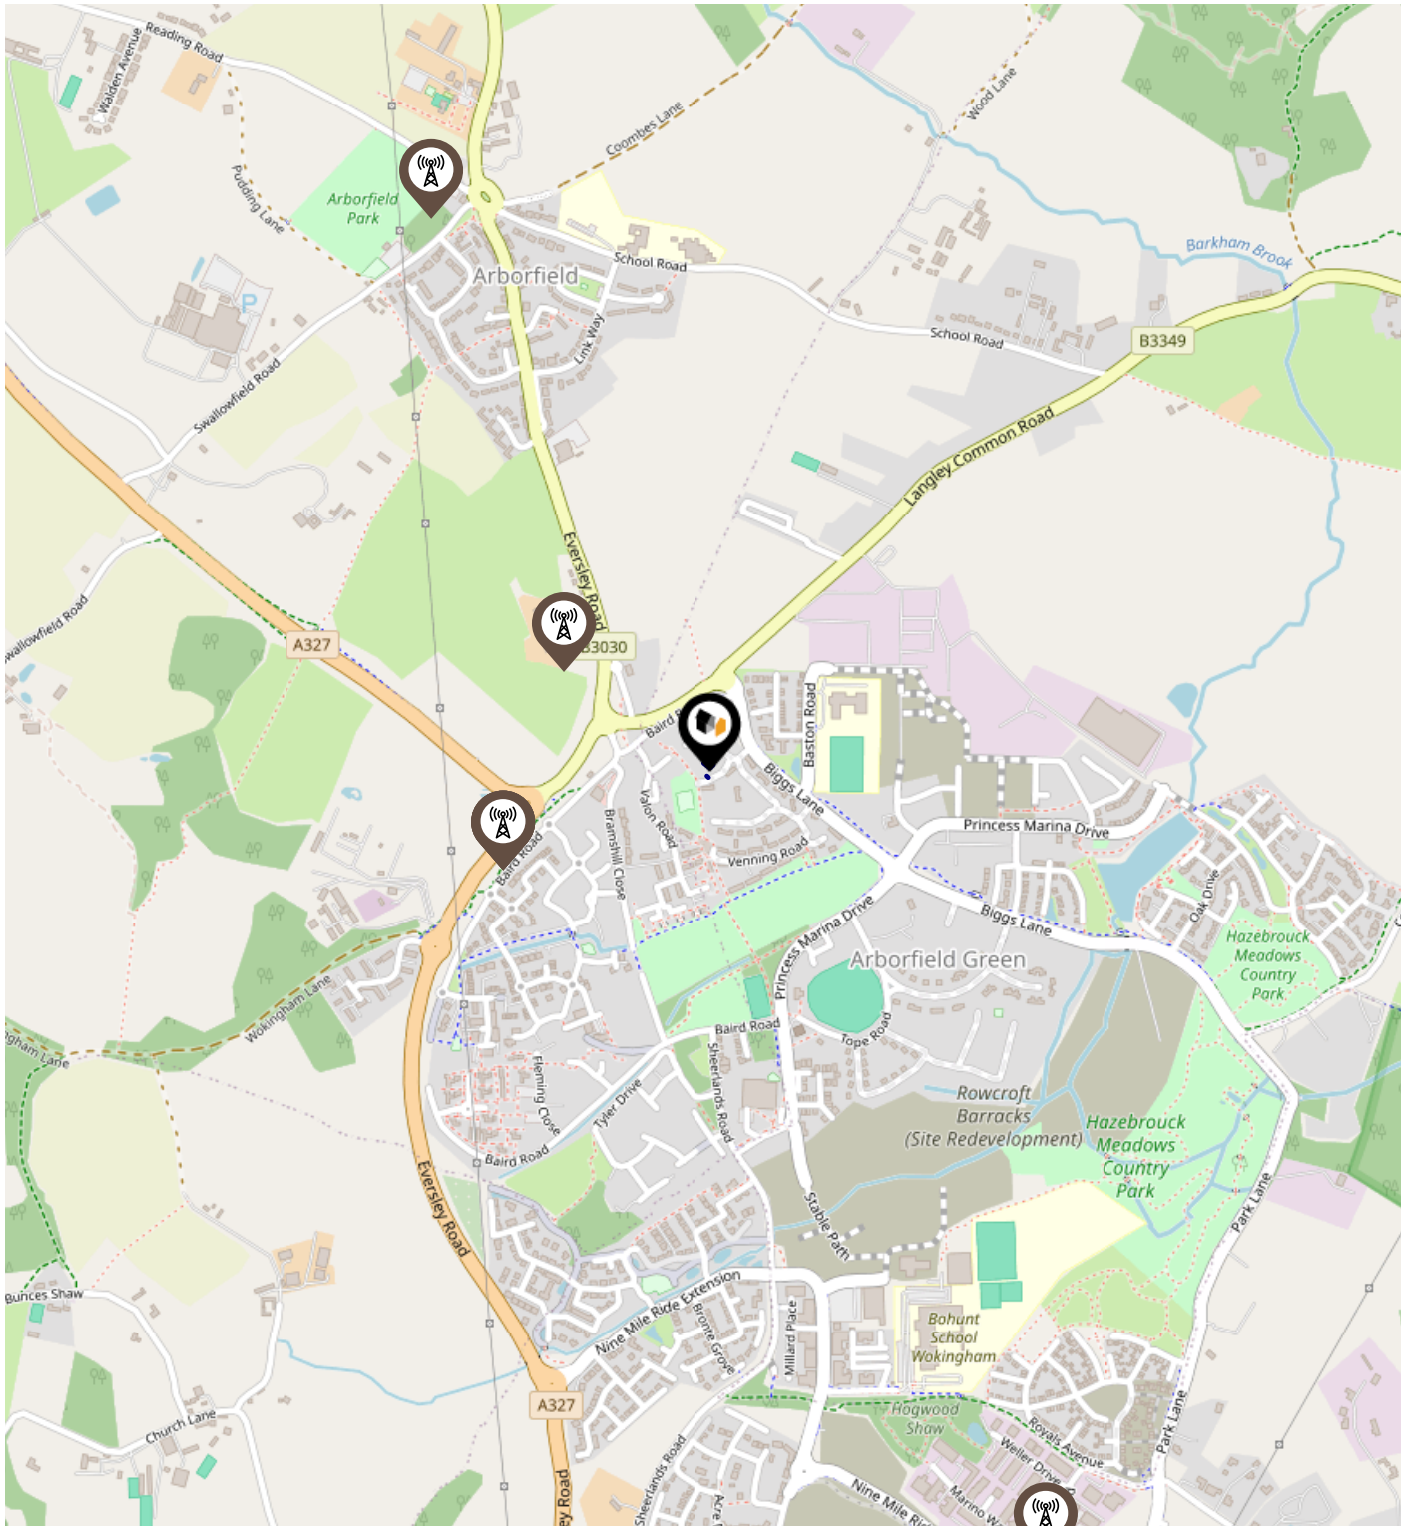 Reading Road
Walden Avenue
Pudding Lane
Arborfield
Park
Coombes Lane
Wood Lane
Barkham Brook
P
Arborfield
School Road
School Road
B3349
Link Way
Swallowfield Road
Langley Common Road
Eversley Road
B3030
A327
Baird
Baston Road
Biggs Lane
Valon Road
Bramshill Close
Venning Road
Princess Marina Drive
Baird Road
Oak Drive
Biggs Lane
Princess Marina Drive
Arborfield Green
Hazebrouck
Meadows
Country
Park
Wokingham Lane
ngham Lane
Baird Road
Tope Road
Sheerlands Road
Fleming Close
Tyler Drive
Rowcroft
Barracks
(Site Redevelopment)
Hazebrouck
Meadows
Country
Park
Baird Road
Eversley Road
Stable Path
Park Lane
Bunces Shaw
Nine Mile Ride Extension
Bronte Grove
Millard Place
Bohunt
School
Wokingham
A327
Hogwood
Shaw
Church Lane
Royals Avenue
Weller Drive
Park Lane
Sheerlands Road
Nine Mile